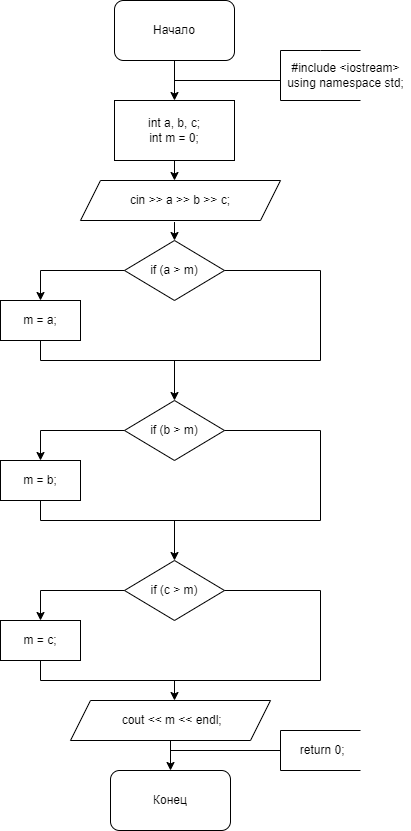 Начало
#include <iostream>
using namespace std;
int a, b, c;
int m = 0;
cin >> a >> b >> c;
if (a > m)
m = a;
if (b > m)
m = b;
if (c > m)
m = c;
cout << m << endl;
return 0;
Конец